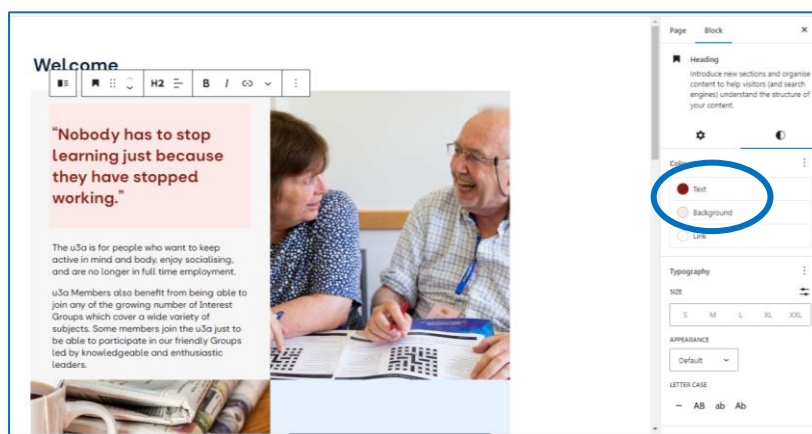 Welcome
H2 B I
“Nobody has to stop
learning just because
they have stopped
working.”
The u3a is for people who want to keep
active in mind and body, enjoy socialising,
and are no longer in full time employment.
u3a Members also benefit from being able to
join any of the growing number of Interest
Groups which cover a wide variety of
subjects. Some members join the u3a just to
be able to participate in our friendly Groups
led by knowledgeable and enthusiastic
leaders.
Page Block
Heading
Introduce new sections and organise
content to help visitors (and search
engines) understand the structure of
your content.
Text
Background
Link
Typography
SIZE
S M L XL XXL
APPEARANCE
Default
LETTER CASE
– AB ab Ab